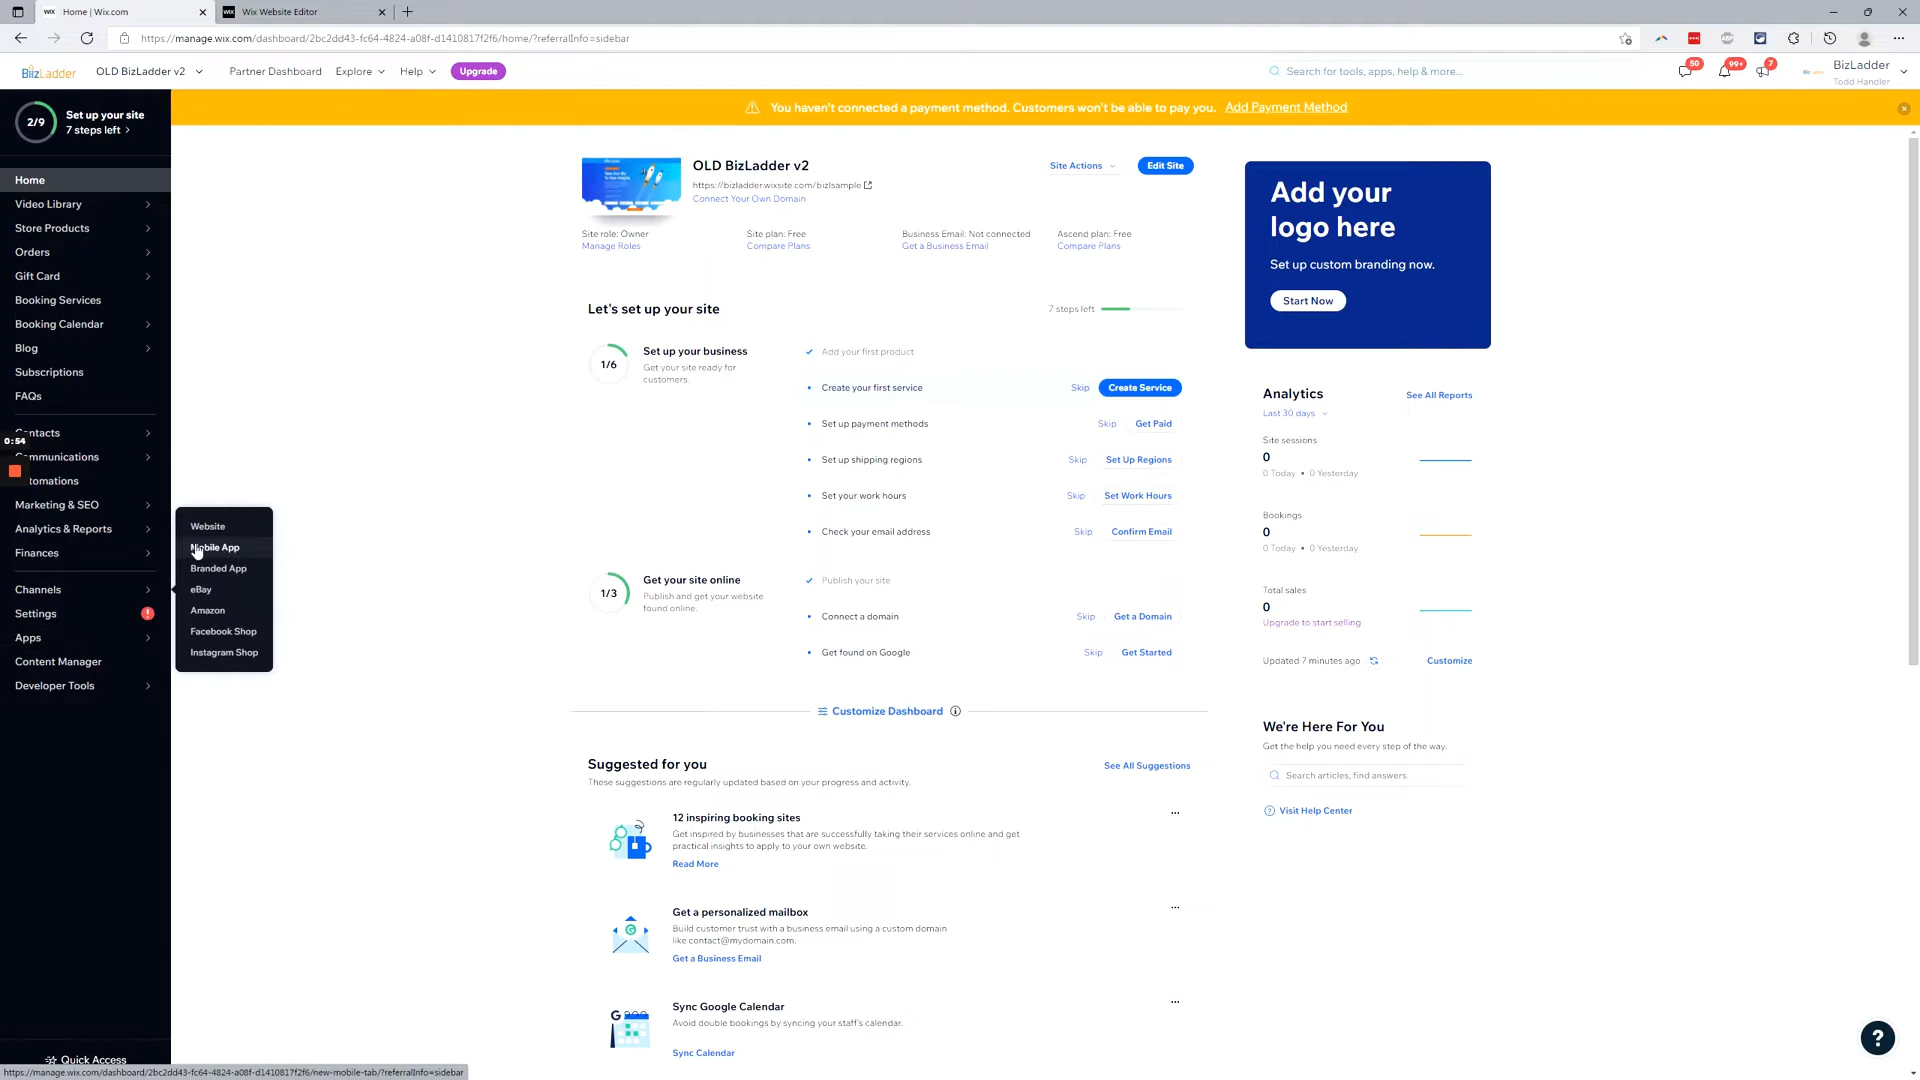 Home | Wix.com
Wix Website Editor
https://manage.wix.com/dashboard/2bc2dd43-fc64-4824-a08f-d1410817f2f6/home/?referralInfo=sidebar
BizLadder
OLD BizLadder v2
Partner Dashboard
Explore
Help
Upgrade
Search for tools, apps, help & more...
50
99+
7
BizLadder
Todd Handler
You haven't connected a payment method. Customers won't be able to pay you. Add Payment Method
2/9
Set up your site
7 steps left
Home
Video Library
Store Products
Orders
Gift Card
Booking Services
Booking Calendar
Blog
Subscriptions
FAQs
Contacts
0:54
Communications
tomations
Marketing & SEO
Analytics & Reports
Finances
Channels
Settings
Apps
Content Manager
Developer Tools
Quick Access
Website
Mobile App
Branded App
eBay
Amazon
Facebook Shop
Instagram Shop
OLD BizLadder v2
https://bizladder.wixsite.com/bizlsample
Connect Your Own Domain
Site Actions
Edit Site
Site role: Owner
Manage Roles
Site plan: Free
Compare Plans
Business Email: Not connected
Get a Business Email
Ascend plan: Free
Compare Plans
Let's set up your site
7 steps left
1/6
Set up your business
Get your site ready for
customers.
Add your first product
Create your first service
Skip
Create Service
Set up payment methods
Skip
Get Paid
Set up shipping regions
Skip
Set Up Regions
Set your work hours
Skip
Set Work Hours
Check your email address
Skip
Confirm Email
1/3
Get your site online
Publish and get your website
found online.
Publish your site
Connect a domain
Skip
Get a Domain
Get found on Google
Skip
Get Started
Customize Dashboard
Suggested for you
See All Suggestions
These suggestions are regularly updated based on your progress and activity.
12 inspiring booking sites
Get inspired by businesses that are successfully taking their services online and get
practical insights to apply to your own website.
Read More
Get a personalized mailbox
Build customer trust with a business email using a custom domain
like contact@mydomain.com.
Get a Business Email
Sync Google Calendar
Avoid double bookings by syncing your staff's calendar.
Sync Calendar
Add your
logo here
Set up custom branding now.
Start Now
Analytics
See All Reports
Last 30 days
Site sessions
0
0 Today • 0 Yesterday
Bookings
0
0 Today • 0 Yesterday
Total sales
0
Upgrade to start selling
Updated 7 minutes ago
Customize
We're Here For You
Get the help you need every step of the way.
Search articles, find answers.
Visit Help Center
?
https://manage.wix.com/dashboard/2bc2dd43-fc64-4824-a08f-d1410817f2f6/new-mobile-tab/?referralInfo=sidebar